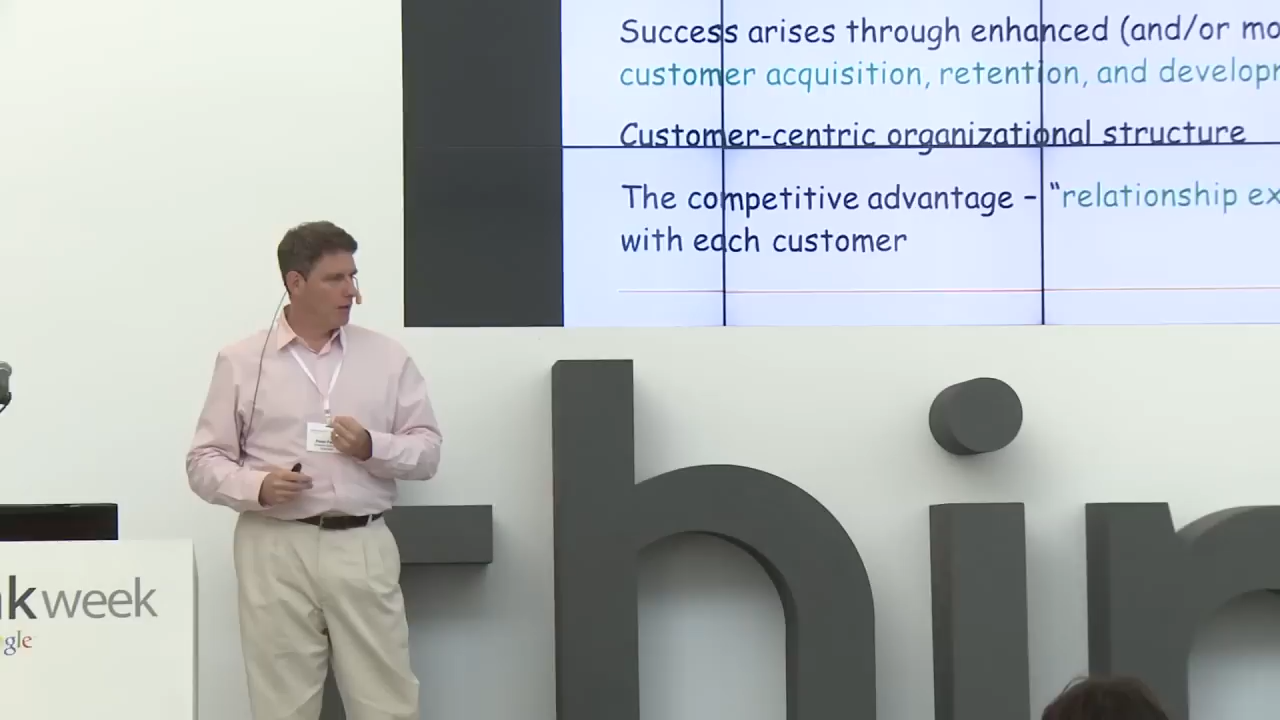 Success arises through enhanced (and/or mo
customer acquisition, retention, and developm
Customer-centric organizational structure
The competitive advantage – "relationship ex
with each customer
thin
kweek
gle